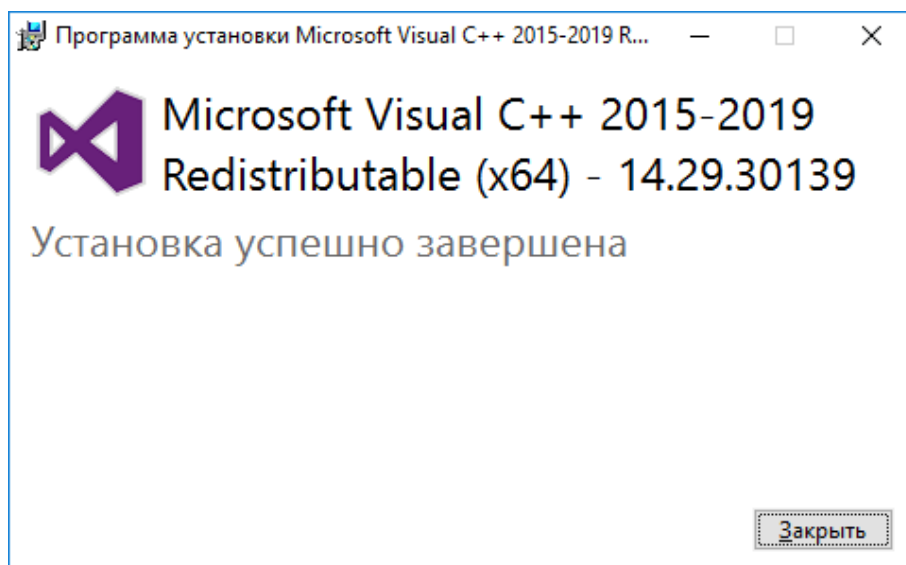 Программа установки Microsoft Visual C++ 2015-2019 R...
Microsoft Visual C++ 2015-2019
Redistributable (x64) - 14.29.30139
Установка успешно завершена
Закрыть